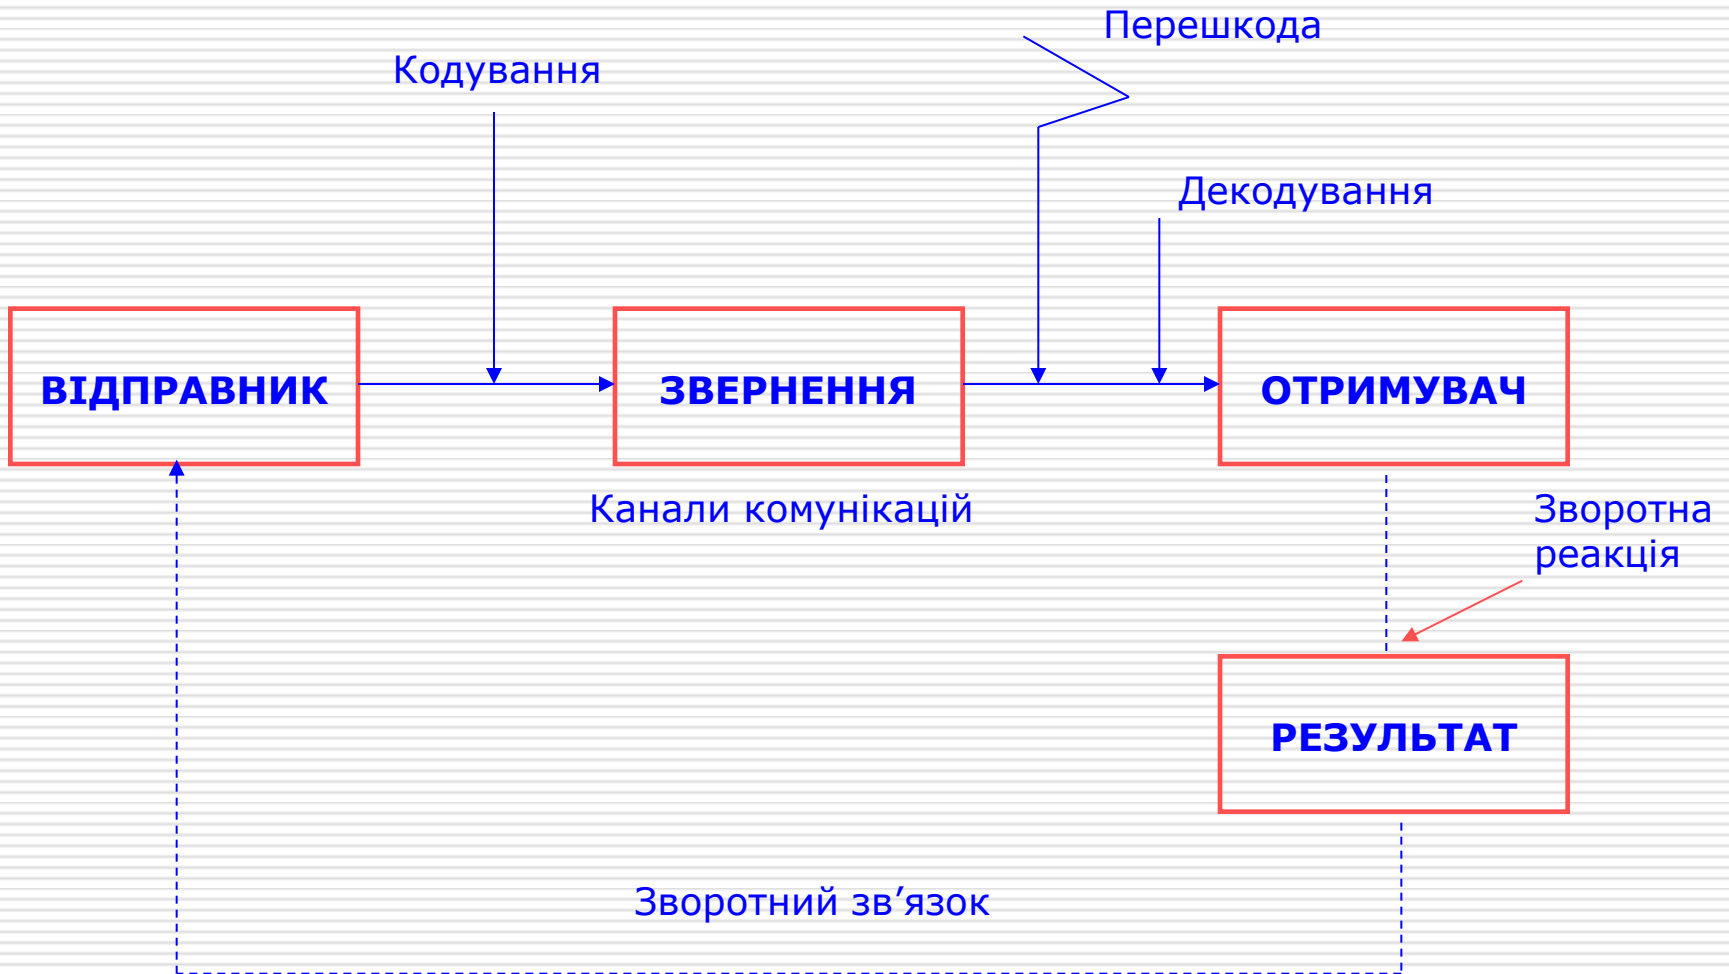 Перешкода
Кодування
Декодування
ВІДПРАВНИК
ЗВЕРНЕННЯ
ОТРИМУВАЧ
Канали комунікацій
Зворотна
реакція
РЕЗУЛЬТАТ
Зворотний зв’язок